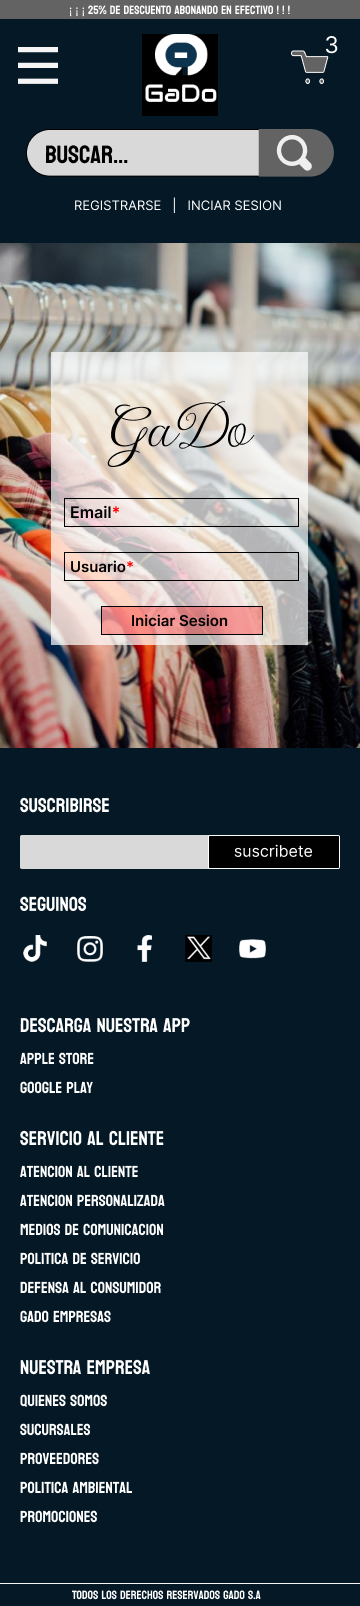 ¡ ¡ ¡ 25% DE DESCUENTO ABONANDO EN EFECTIVO ! ! !
3
GaDo
BUSCAR...
REGISTRARSE | INCIAR SESION
GaDo
Email*
Usuario*
Iniciar Sesion
SUSCRIBIRSE
suscribete
SEGUINOS
DESCARGA NUESTRA APP
APPLE STORE
GOOGLE PLAY
SERVICIO AL CLIENTE
ATENCION AL CLIENTE
ATENCION PERSONALIZADA
MEDIOS DE COMUNICACION
POLITICA DE SERVICIO
DEFENSA AL CONSUMIDOR
GADO EMPRESAS
NUESTRA EMPRESA
QUIENES SOMOS
SUCURSALES
PROVEEDORES
POLITICA AMBIENTAL
PROMOCIONES
TODOS LOS DERECHOS RESERVADOS GADO S.A